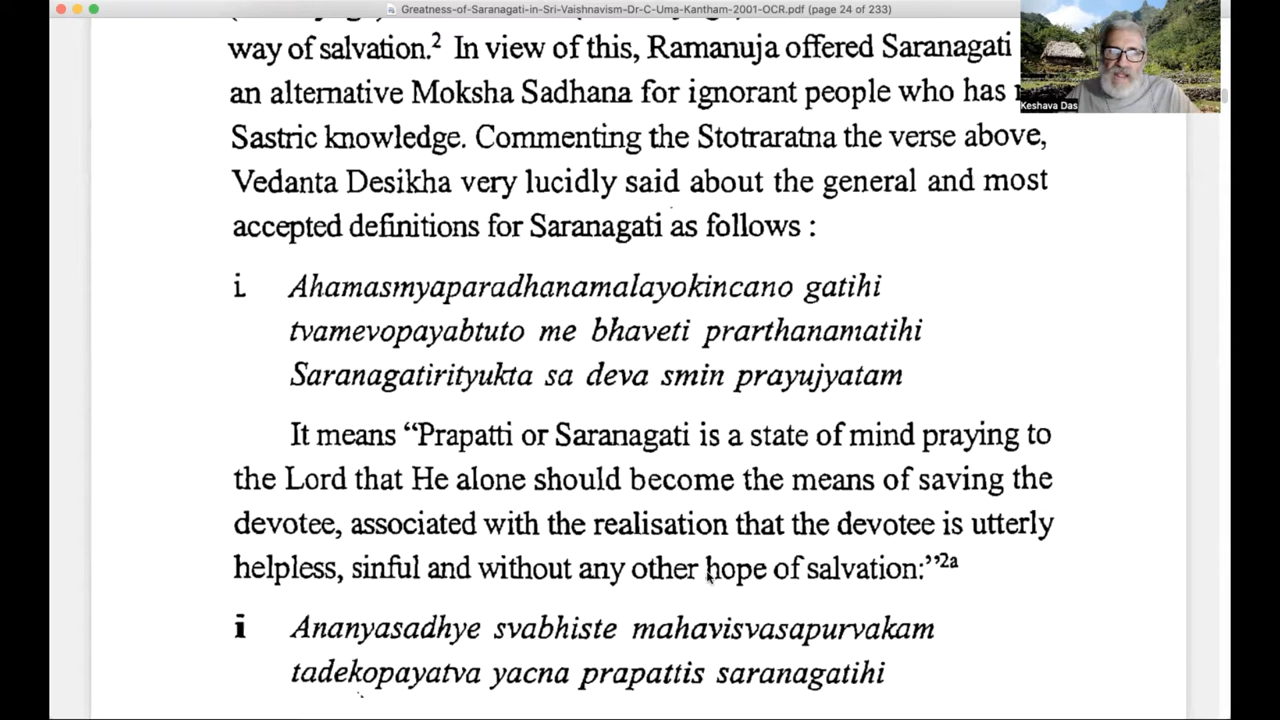 Greatness-of-Saranagati-in-Sri-Vaishnavism-Dr-C-Uma-Kantham-2001-OCR.pdf (page 24 of 233)
way of salvation.2 In view of this, Ramanuja offered Saranagati
an alternative Moksha Sadhana for ignorant people who has
Keshava Das
Sastric knowledge. Commenting the Stotraratna the verse above,
Vedanta Desikha very lucidly said about the general and most
accepted definitions for Saranagati as follows :
i. Ahamasmyaparadhanamalayokincano gatihi
tvamevopayabtuto me bhaveti prarthanamatihi
Saranagatirityukta sa deva smin prayujyatam
It means “Prapatti or Saranagati is a state of mind praying to
the Lord that He alone should become the means of saving the
devotee, associated with the realisation that the devotee is utterly
helpless, sinful and without any other hope of salvation:”2a
i Ananyasadhye svabhiste mahavisvasapurvakam
tadekopayatva yacna prapattis saranagatihi